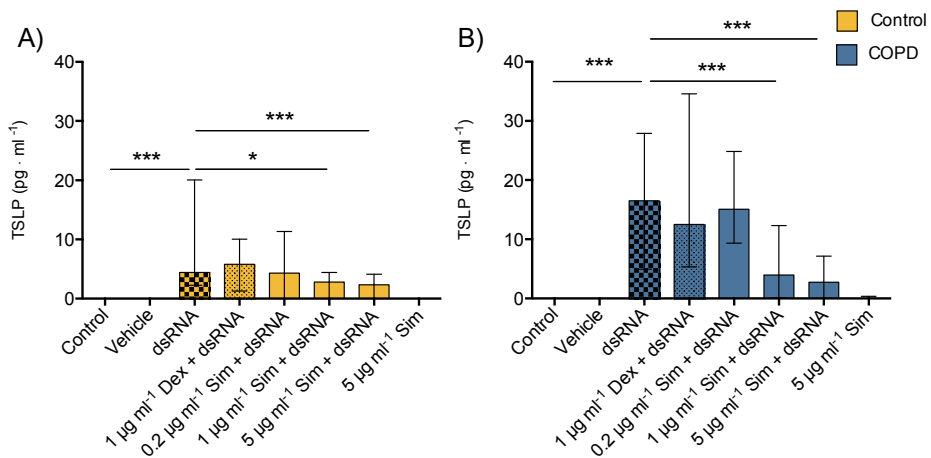 A)
TSLP (pg · ml⁻¹)
40
30
20
10
0
***
*
***
Control
Vehicle
dsRNA
1 µg ml⁻¹ Dex + dsRNA
0.2 µg ml⁻¹ Sim + dsRNA
1 µg ml⁻¹ Sim + dsRNA
5 µg ml⁻¹ Sim + dsRNA
5 µg ml⁻¹ Sim
B)
Control
COPD
TSLP (pg · ml⁻¹)
40
30
20
10
0
***
***
***
Control
Vehicle
dsRNA
1 µg ml⁻¹ Dex + dsRNA
0.2 µg ml⁻¹ Sim + dsRNA
1 µg ml⁻¹ Sim + dsRNA
5 µg ml⁻¹ Sim + dsRNA
5 µg ml⁻¹ Sim